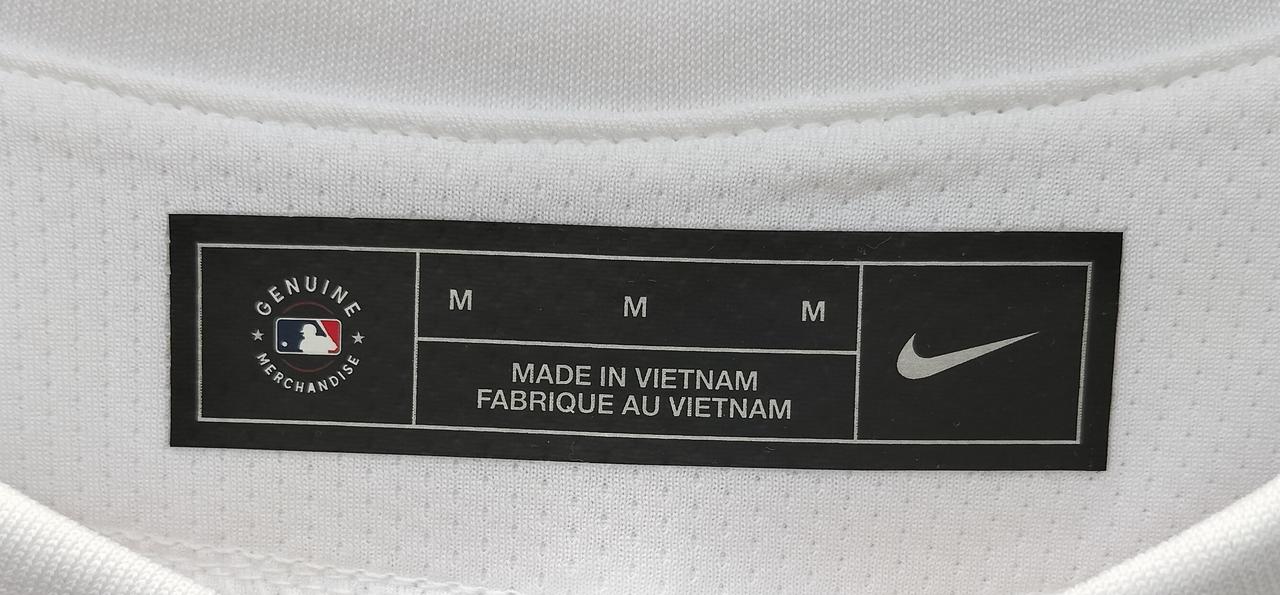 GENUINE
MERCHANDISE
M M M
MADE IN VIETNAM
FABRIQUE AU VIETNAM